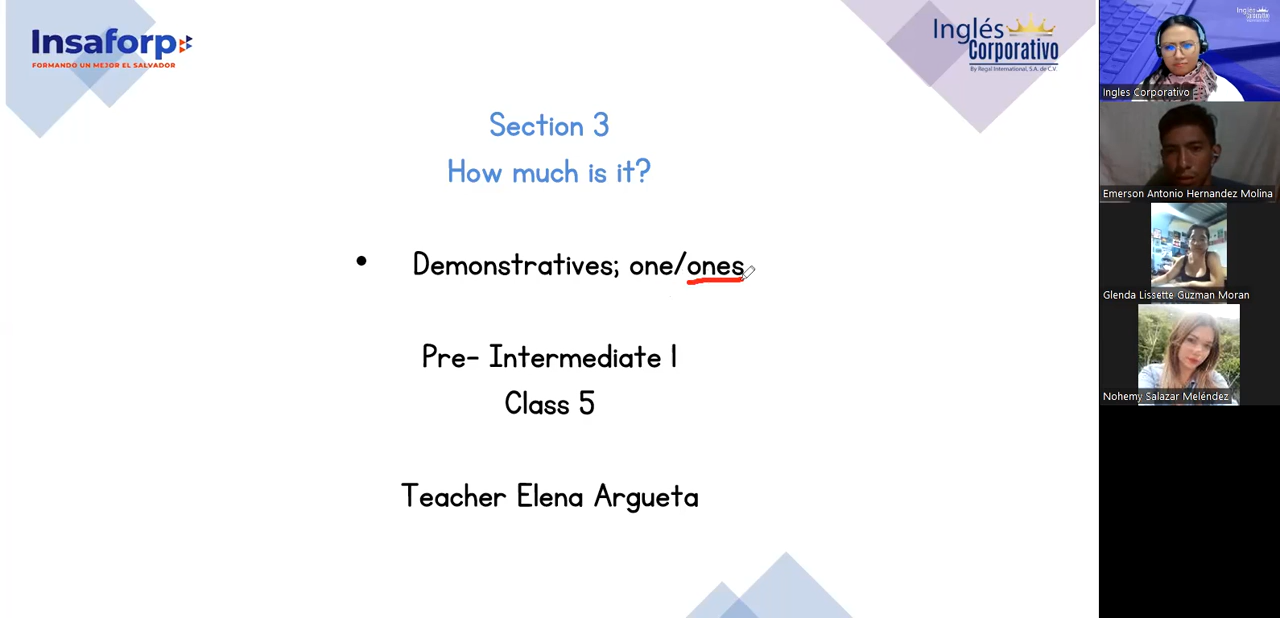 Insaforp
FORMANDO UN MEJOR EL SALVADOR
Inglés
Corporativo
By Regal International, S.A. de C.V.
Section 3
How much is it?
• Demonstratives; one/ones
Pre- Intermediate 1
Class 5
Teacher Elena Argueta
Ingles Corporativo
Emerson Antonio Hernandez Molina
Glenda Lissette Guzman Moran
Nohemy Salazar Meléndez